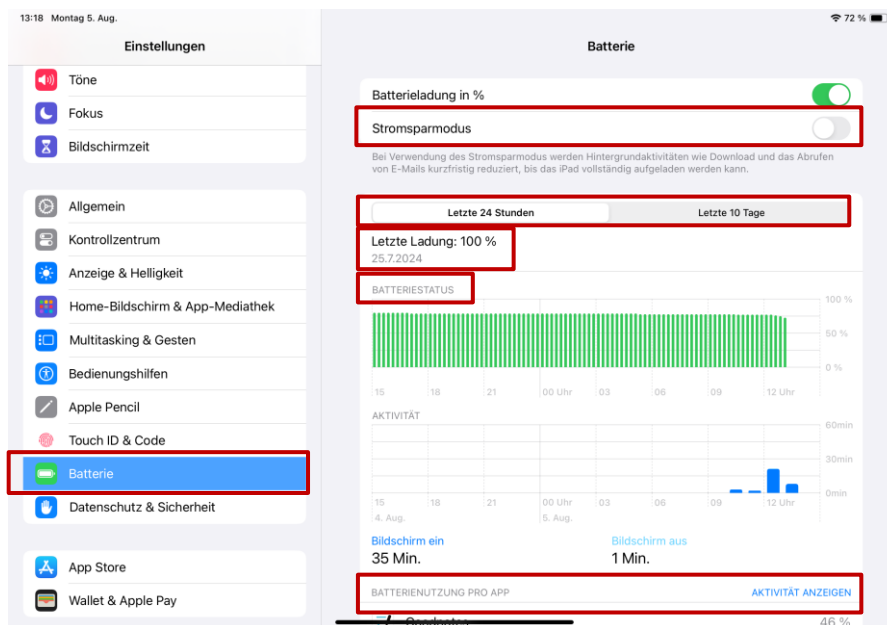 13:18 Montag 5. Aug.
72 %
Einstellungen
Töne
Fokus
Bildschirmzeit
Allgemein
Kontrollzentrum
Anzeige & Helligkeit
Home-Bildschirm & App-Mediathek
Multitasking & Gesten
Bedienungshilfen
Apple Pencil
Touch ID & Code
Batterie
Datenschutz & Sicherheit
App Store
Wallet & Apple Pay
Batterie
Batterieladung in %
Stromsparmodus
Bei Verwendung des Stromsparmodus werden Hintergrundaktivitäten wie Download und das Abrufen
von E-Mails kurzfristig reduziert, bis das iPad vollständig aufgeladen werden kann.
Letzte 24 Stunden Letzte 10 Tage
Letzte Ladung: 100 %
25.7.2024
BATTERIESTATUS
100 %
50 %
0 %
15 18 21 00 Uhr 03 06 09 12 Uhr
AKTIVITÄT
60min
30min
0min
15 18 21 00 Uhr 03 06 09 12 Uhr
4. Aug. 5. Aug.
Bildschirm ein Bildschirm aus
35 Min. 1 Min.
BATTERIENUTZUNG PRO APP AKTIVITÄT ANZEIGEN
46 %